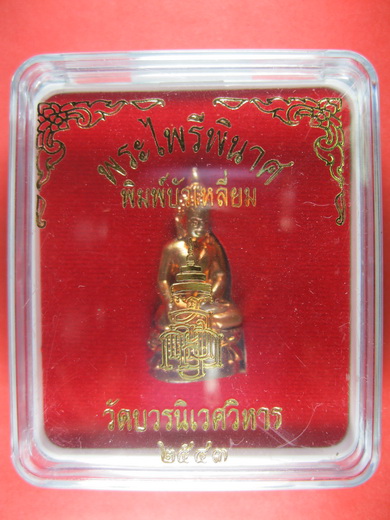 พระไพรีพินาศ
พิมพ์บัวเหลี่ยม
วัดบวรนิเวศวิหาร
๒๕๔๓